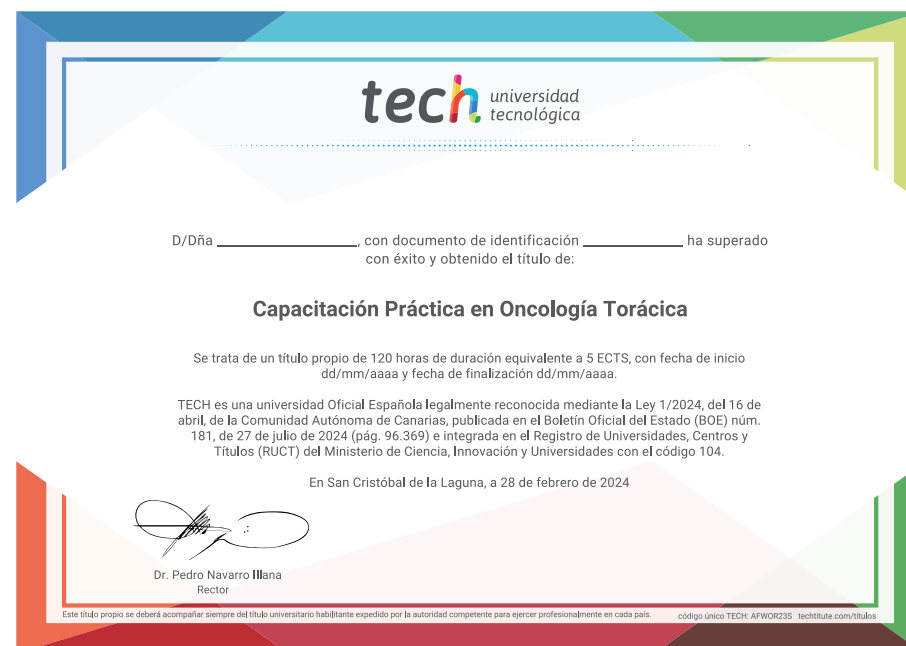 tech universidad
tecnológica
D/Dña ____________________, con documento de identificación ______________ ha superado
con éxito y obtenido el título de:
Capacitación Práctica en Oncología Torácica
Se trata de un título propio de 120 horas de duración equivalente a 5 ECTS, con fecha de inicio
dd/mm/aaaa y fecha de finalización dd/mm/aaaa.
TECH es una universidad Oficial Española legalmente reconocida mediante la Ley 1/2024, del 16 de
abril, de la Comunidad Autónoma de Canarias, publicada en el Boletín Oficial del Estado (BOE) núm.
181, de 27 de julio de 2024 (pág. 96.369) e integrada en el Registro de Universidades, Centros y
Títulos (RUCT) del Ministerio de Ciencia, Innovación y Universidades con el código 104.
En San Cristóbal de la Laguna, a 28 de febrero de 2024
Dr. Pedro Navarro Illana
Rector
Este título propio se deberá acompañar siempre del título universitario habilitante expedido por la autoridad competente para ejercer profesionalmente en cada país.
código único TECH: AFWOR23S techtitute.com/titulos